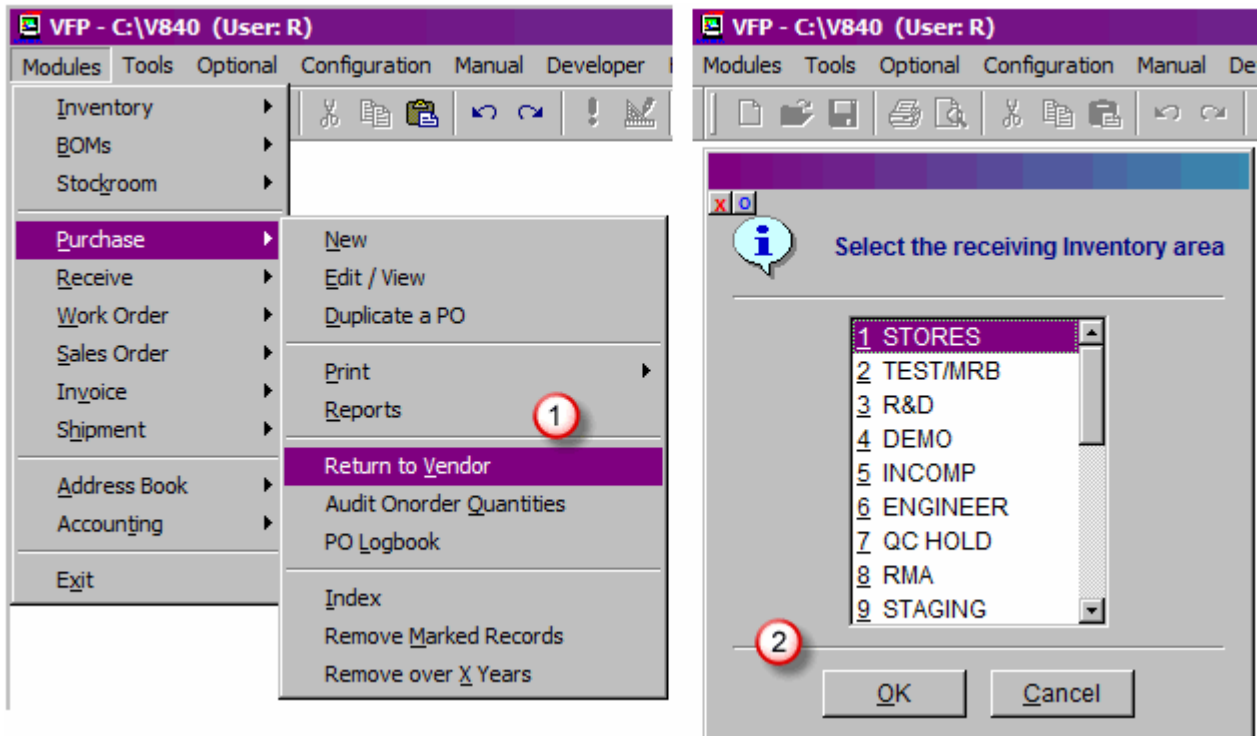 VFP - C:\V840 (User: R)
Modules Tools Optional Configuration Manual Developer
Inventory
BOMs
Stockroom
Purchase
Receive
Work Order
Sales Order
Invoice
Shipment
Address Book
Accounting
Exit
New
Edit / View
Duplicate a PO
Print
Reports
1
Return to Vendor
Audit Onorder Quantities
PO Logbook
Index
Remove Marked Records
Remove over X Years
VFP - C:\V840 (User: R)
Modules Tools Optional Configuration Manual De
X O
i
Select the receiving Inventory area
1 STORES
2 TEST/MRB
3 R&D
4 DEMO
5 INCOMP
6 ENGINEER
7 QC HOLD
8 RMA
9 STAGING
2
OK Cancel